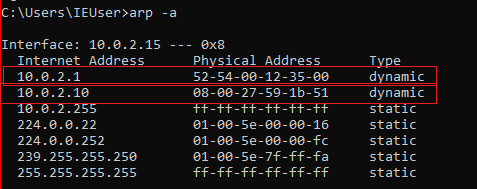 C:\Users\IEUser>arp -a
Interface: 10.0.2.15 --- 0x8
Internet Address Physical Address Type
10.0.2.1 52-54-00-12-35-00 dynamic
10.0.2.10 08-00-27-59-1b-51 dynamic
10.0.2.255 ff-ff-ff-ff-ff-ff static
224.0.0.22 01-00-5e-00-00-16 static
224.0.0.252 01-00-5e-00-00-fc static
239.255.255.250 01-00-5e-7f-ff-fa static
255.255.255.255 ff-ff-ff-ff-ff-ff static